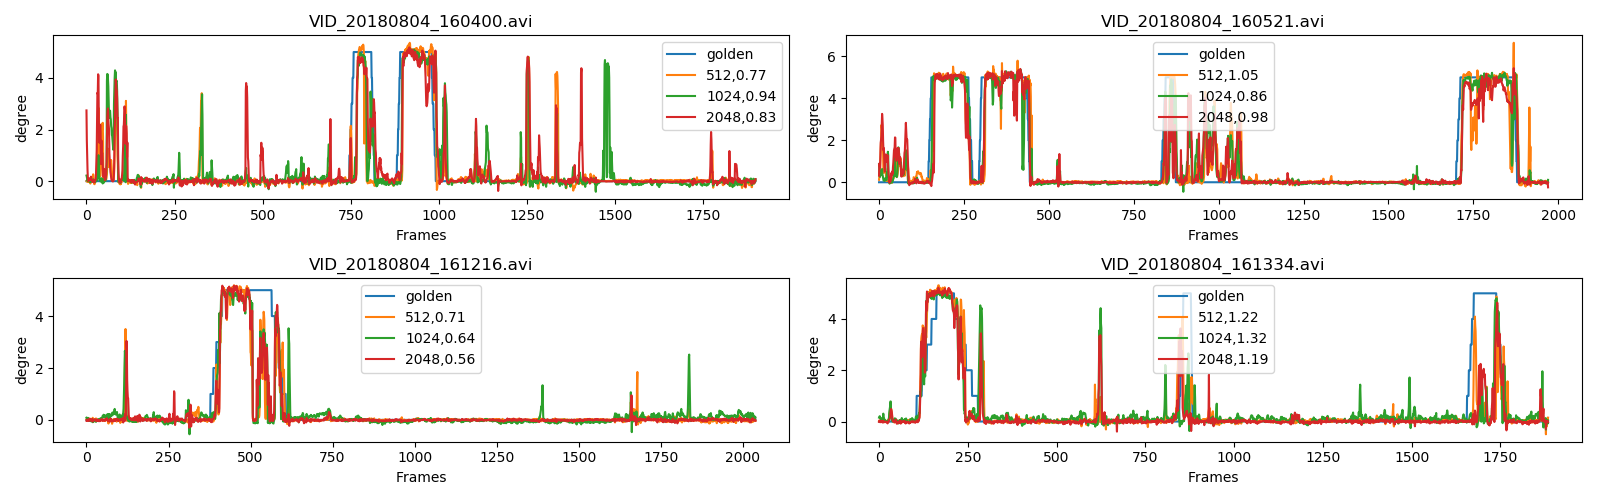 VID_20180804_160400.avi
degree
4
2
0
golden
512,0.77
1024,0.94
2048,0.83
0 250 500 750 1000 1250 1500 1750
Frames
VID_20180804_160521.avi
degree
6
4
2
0
golden
512,1.05
1024,0.86
2048,0.98
0 250 500 750 1000 1250 1500 1750 2000
Frames
VID_20180804_161216.avi
degree
4
2
0
golden
512,0.71
1024,0.64
2048,0.56
0 250 500 750 1000 1250 1500 1750 2000
Frames
VID_20180804_161334.avi
degree
4
2
0
golden
512,1.22
1024,1.32
2048,1.19
0 250 500 750 1000 1250 1500 1750
Frames